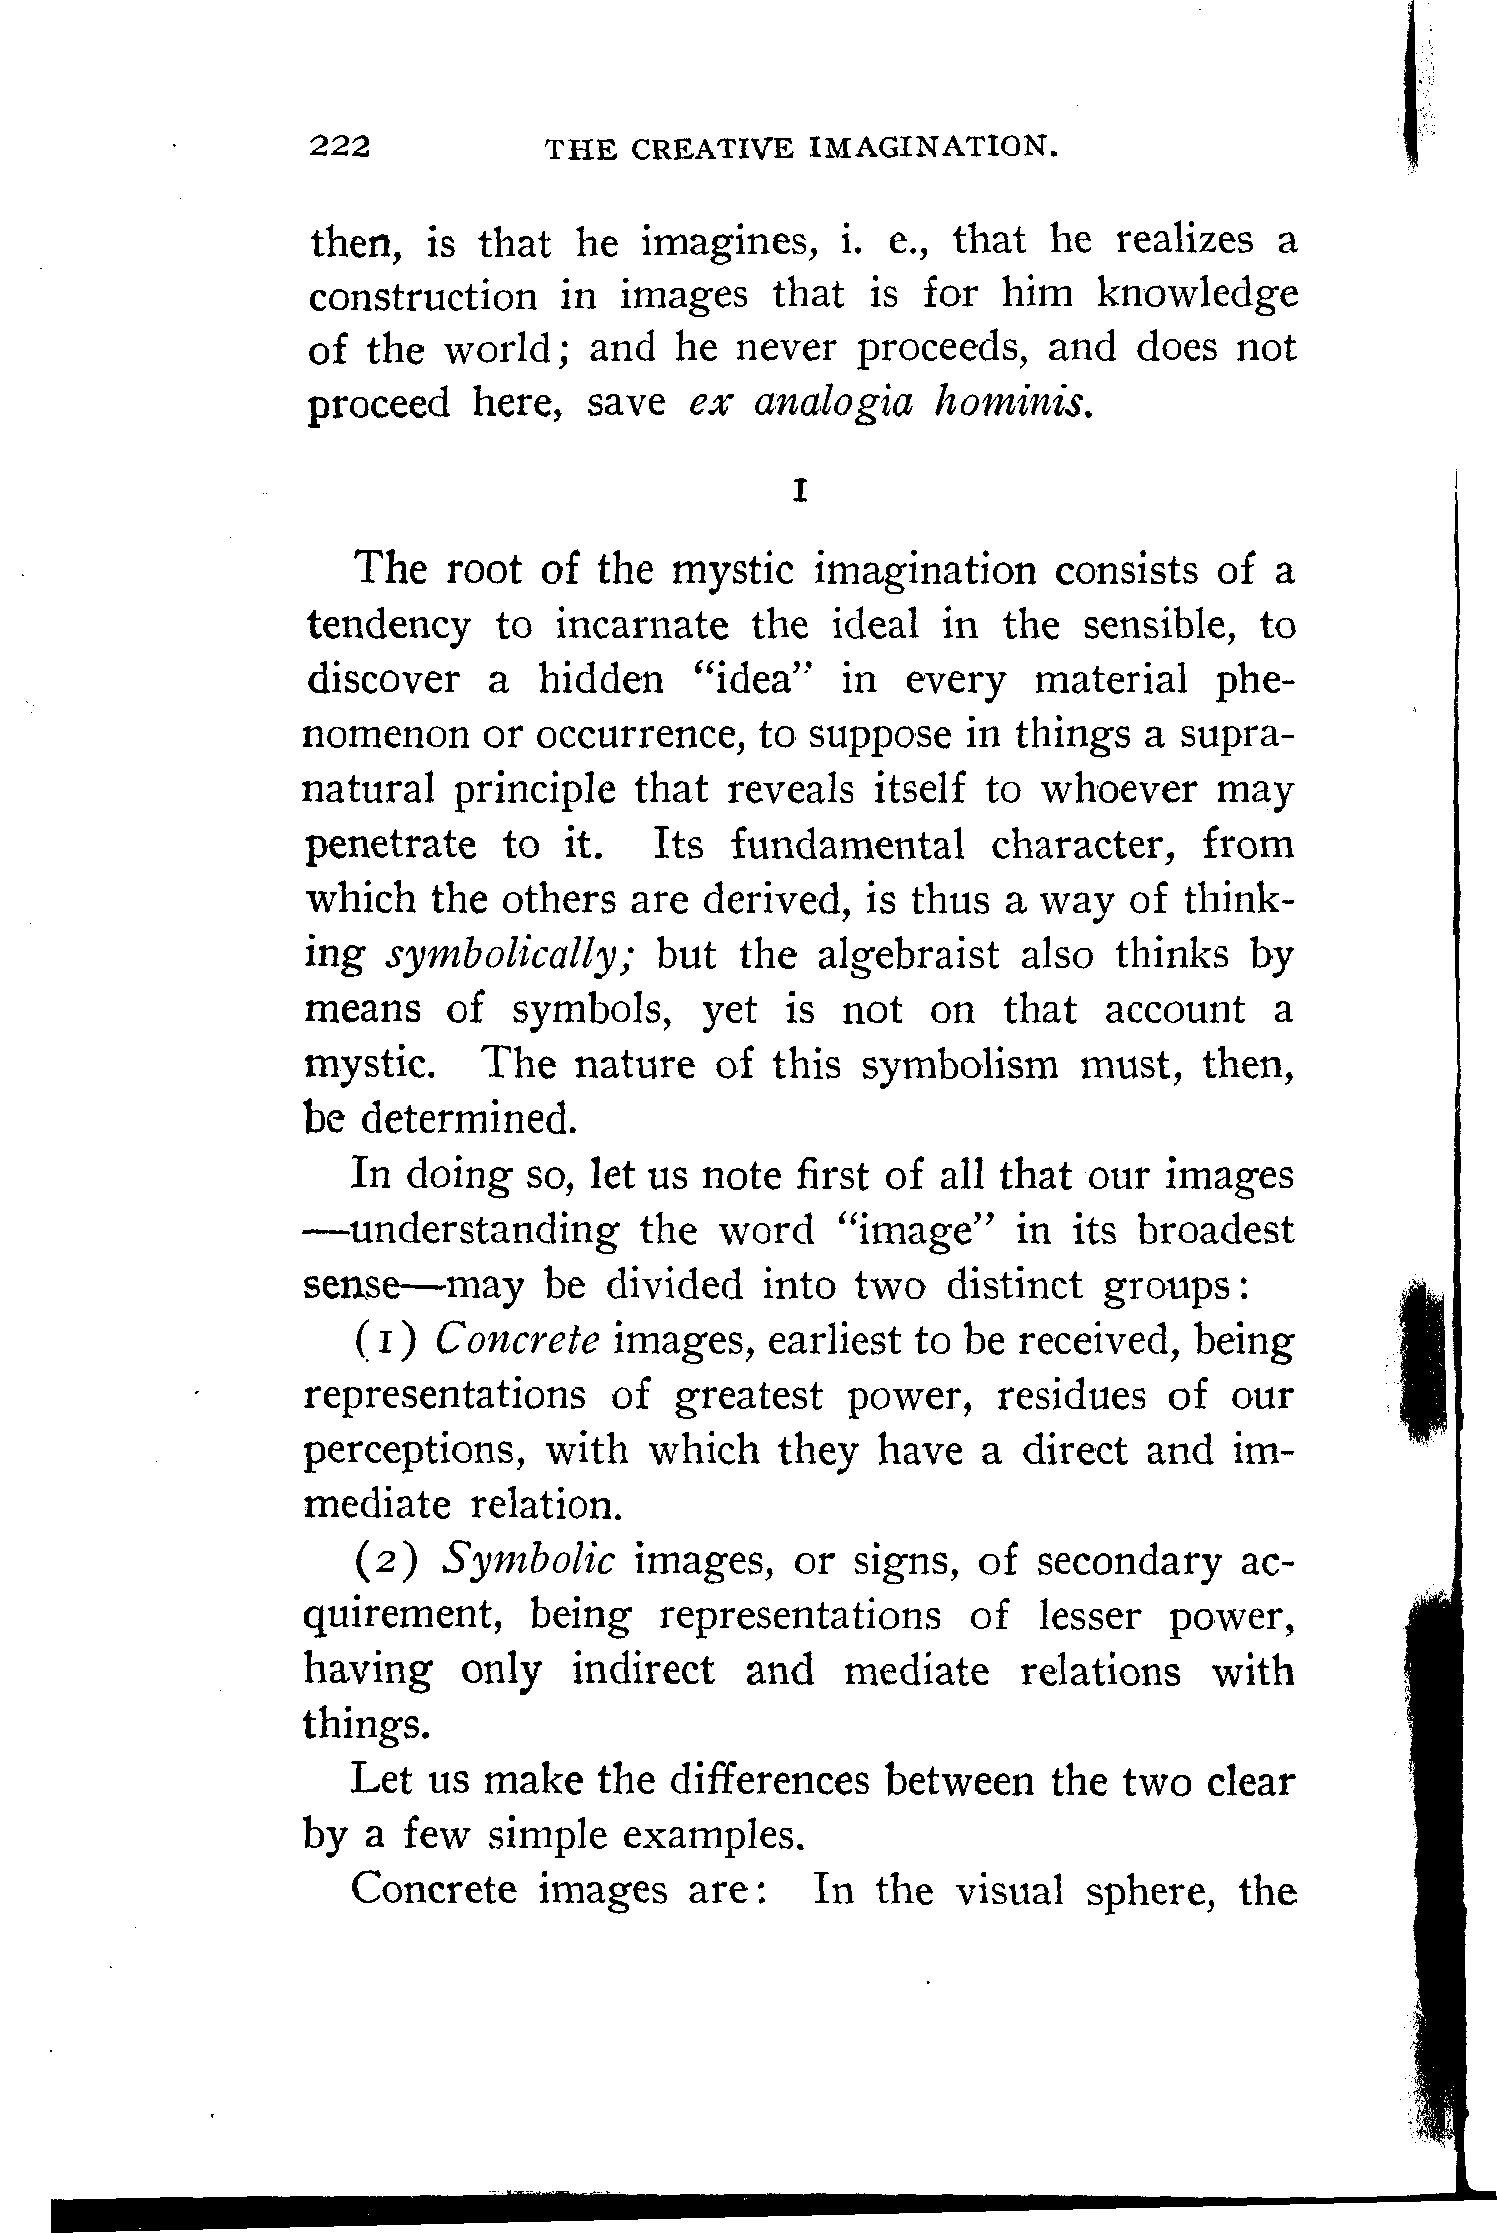 222 THE CREATIVE IMAGINATION.
then, is that he imagines, i. e., that he realizes a
construction in images that is for him knowledge
of the world; and he never proceeds, and does not
proceed here, save ex analogia hominis.
I
The root of the mystic imagination consists of a
tendency to incarnate the ideal in the sensible, to
discover a hidden “idea” in every material phe-
nomenon or occurrence, to suppose in things a supra-
natural principle that reveals itself to whoever may
penetrate to it. Its fundamental character, from
which the others are derived, is thus a way of think-
ing symbolically; but the algebraist also thinks by
means of symbols, yet is not on that account a
mystic. The nature of this symbolism must, then,
be determined.
In doing so, let us note first of all that our images
—understanding the word “image” in its broadest
sense—may be divided into two distinct groups:
(1) Concrete images, earliest to be received, being
representations of greatest power, residues of our
perceptions, with which they have a direct and im-
mediate relation.
(2) Symbolic images, or signs, of secondary ac-
quirement, being representations of lesser power,
having only indirect and mediate relations with
things.
Let us make the differences between the two clear
by a few simple examples.
Concrete images are: In the visual sphere, the